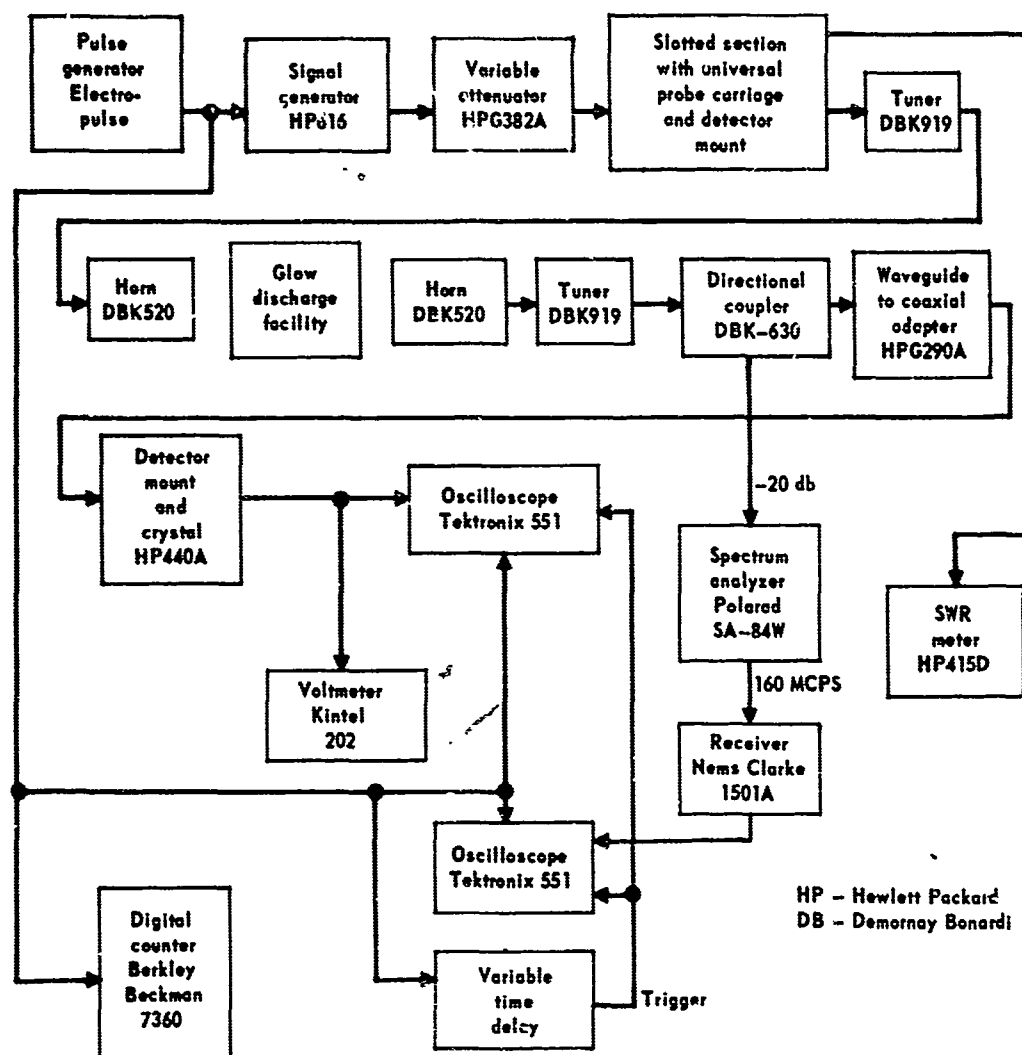 Pulse
generator
Electro-
pulse
Signal
generator
HP616
Variable
attenuator
HPG382A
Slotted section
with universal
probe carriage
and detector
mount
Tuner
DBK919
Horn
DBK520
Glow
discharge
facility
Horn
DBK520
Tuner
DBK919
Directional
coupler
DBK-630
Waveguide
to coaxial
adapter
HPG290A
Detector
mount
and
crystal
HP440A
Oscilloscope
Tektronix 551
-20 db
Spectrum
analyzer
Polarad
SA-84W
SWR
meter
HP415D
160 MCPS
Voltmeter
Kintel
202
Receiver
Nems Clarke
1501A
Oscilloscope
Tektronix 551
HP - Hewlett Packard
DB - Demornay Bonardi
Digital
counter
Berkley
Beckman
7360
Variable
time
delay
Trigger